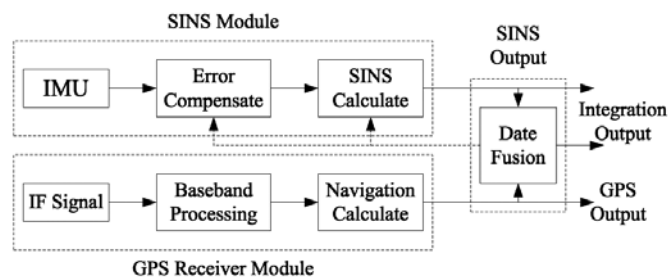 SINS Module
SINS
Output
IMU
Error
Compensate
SINS
Calculate
Date
Fusion
Integration
Output
IF Signal
Baseband
Processing
Navigation
Calculate
GPS
Output
GPS Receiver Module